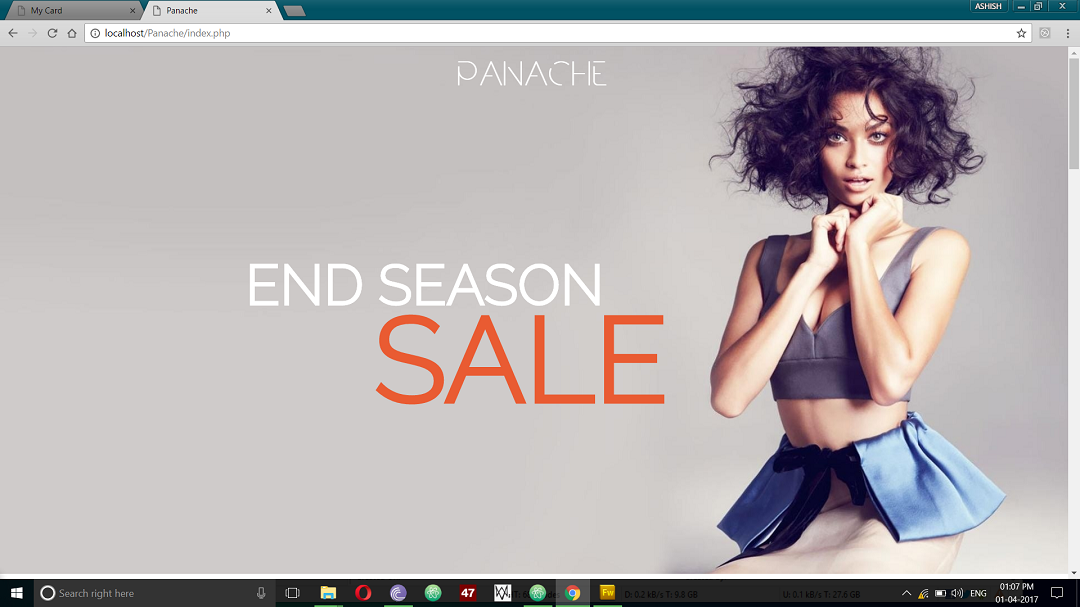 My Card
Panache
ASHISH
localhost/Panache/index.php
PANACHE
END SEASON
SALE
Search right here
47
Fw
D: 0.2 kB/s T: 9.8 GB
U: 0.1 kB/s T: 27.6 GB
ENG
01:07 PM
01-04-2017